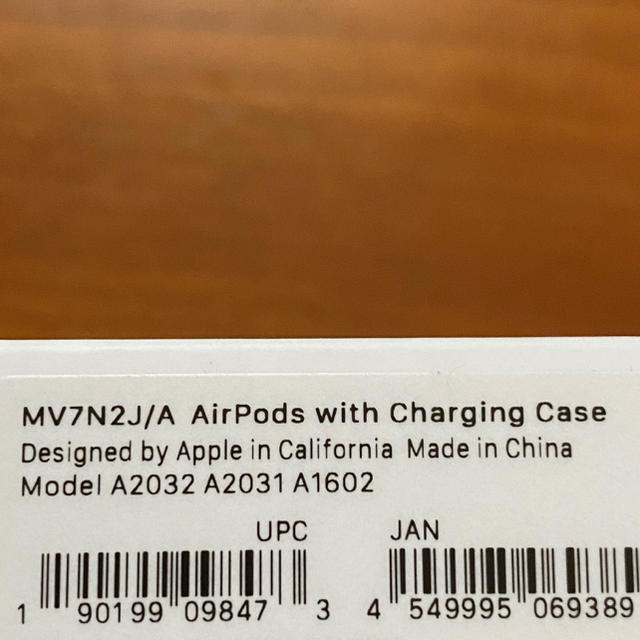 MV7N2J/A AirPods with Charging Case
Designed by Apple in California Made in China
Model A2032 A2031 A1602
UPC JAN
1 90199 09847 3 4 549995 069389